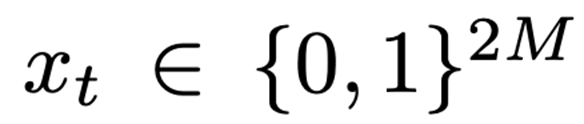 x_t ∈ {0, 1}^{2M}